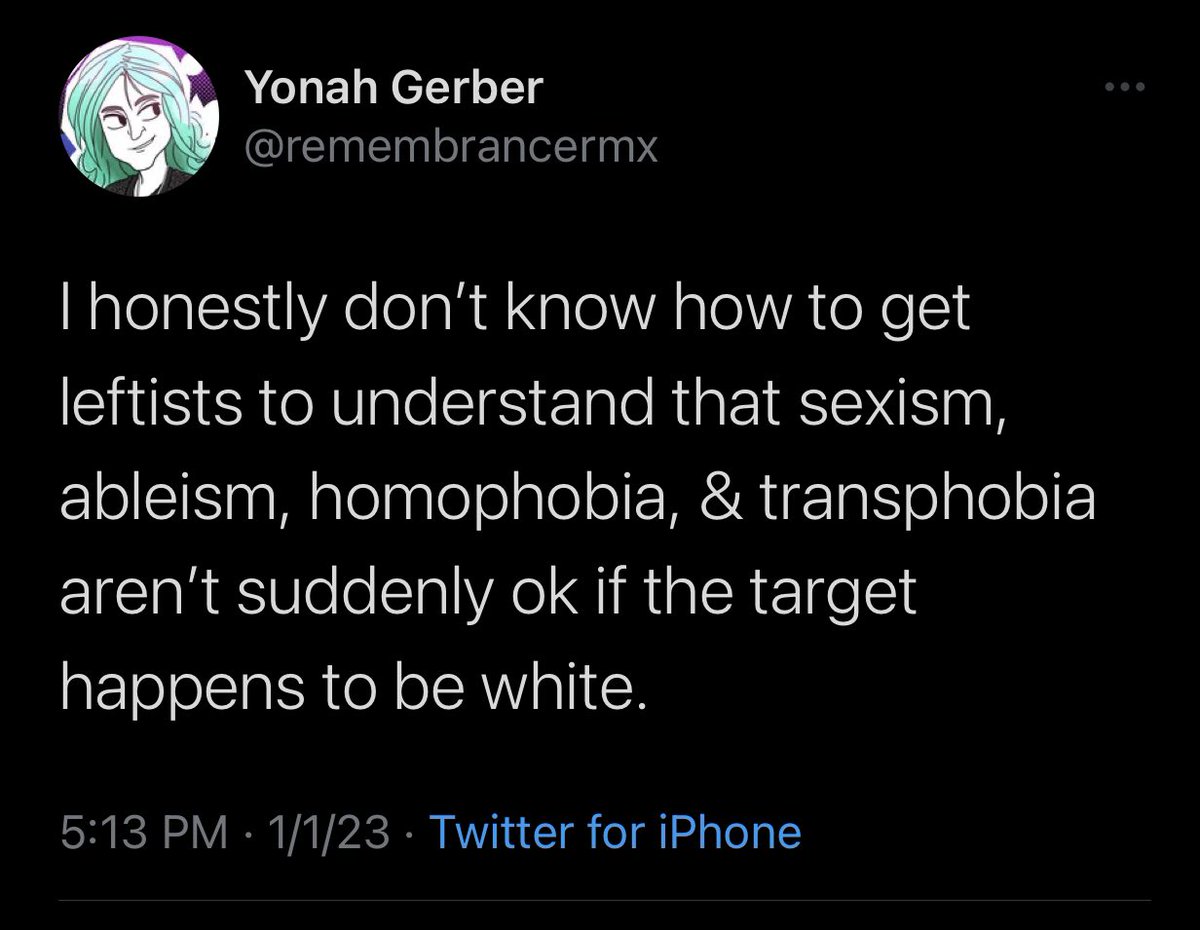 Yonah Gerber
@remembrancermx
I honestly don’t know how to get
leftists to understand that sexism,
ableism, homophobia, & transphobia
aren’t suddenly ok if the target
happens to be white.
5:13 PM · 1/1/23 · Twitter for iPhone